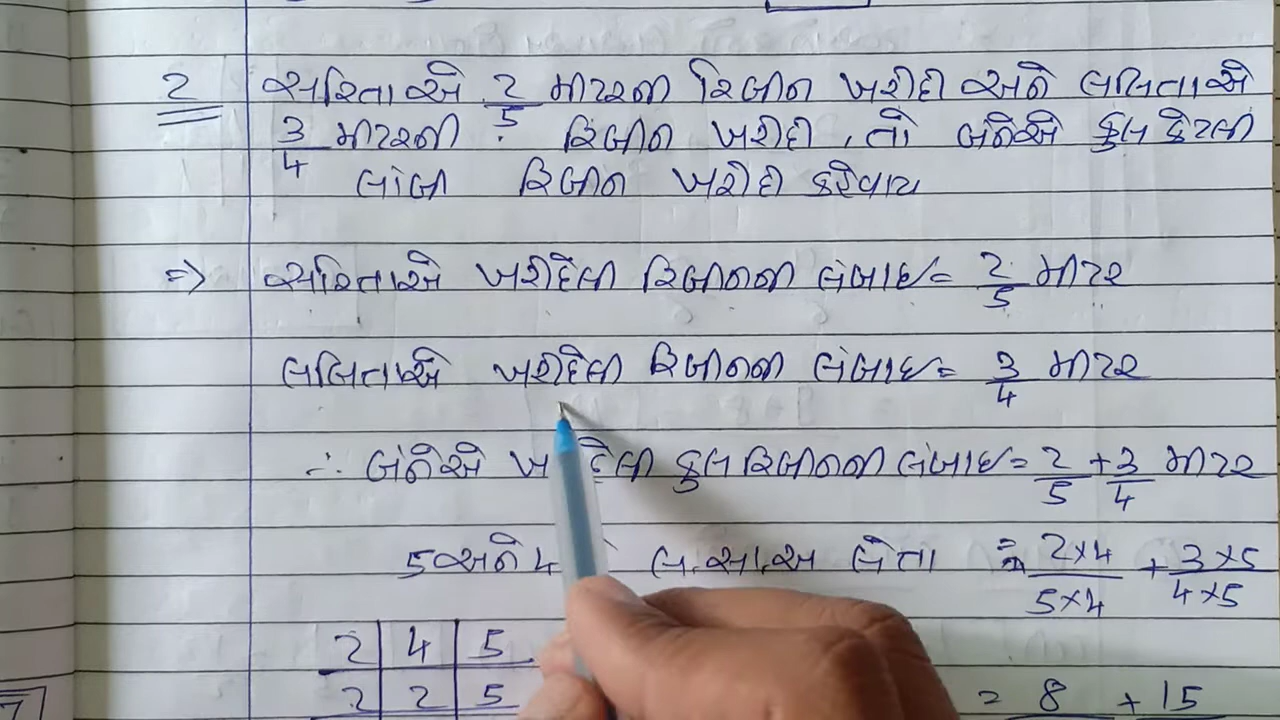 2 સરિતાએ 2/5 મીટરની રિબીન ખરીદી અને લલિતાએ
3/4 મીટરની રિબીન ખરીદી, તો બંનેએ કુલ કેટલી
લાંબી રિબીન ખરીદી કહેવાય
=> સરિતાએ ખરીદેલી રિબીનની લંબાઈ = 2/5 મીટર
લલિતાએ ખરીદેલી રિબીનની લંબાઈ = 3/4 મીટર
∴ બંનેએ ખ દેલી કુલ રિબીનની લંબાઈ = 2/5 + 3/4 મીટર
5 અને 4 લ.સા.અ લેતા = 2×4/5×4 + 3×5/4×5
2 | 4 | 5
2 | 2 | 5 = 8 + 15